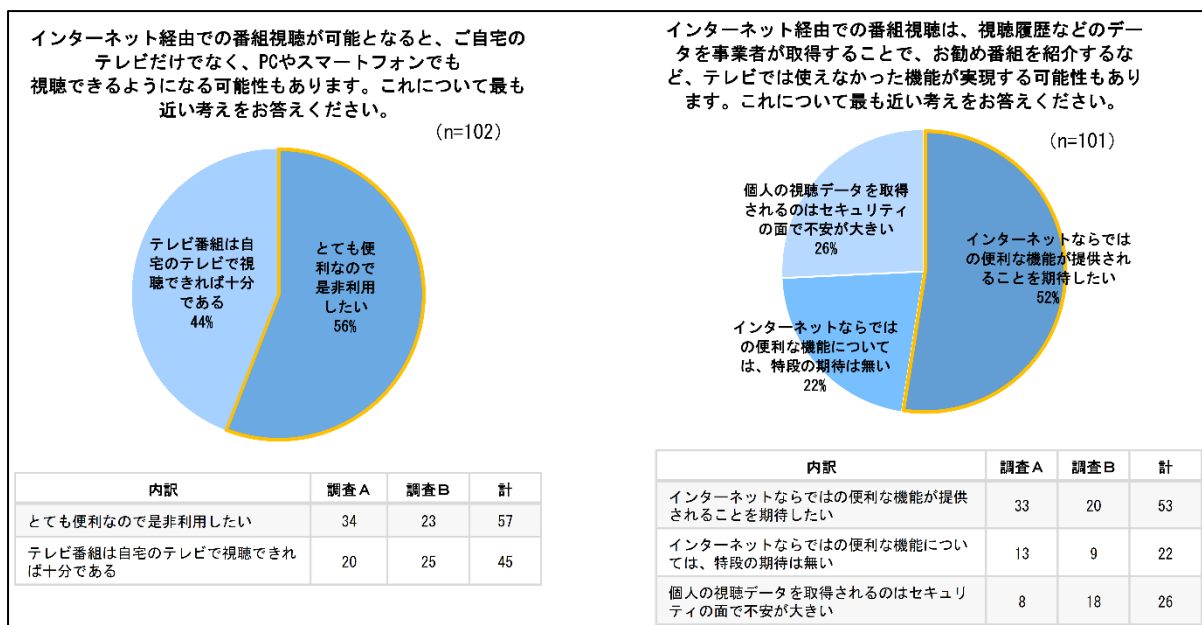 インターネット経由での番組視聴が可能となると、ご自宅の
テレビだけでなく、PCやスマートフォンでも
視聴できるようになる可能性もあります。これについて最も
近い考えをお答えください。
(n=102)
テレビ番組は自
宅のテレビで視
聴できれば十分
である
44%
とても便
利なので
是非利用
したい
56%
内訳 調査A 調査B 計
とても便利なので是非利用したい 34 23 57
テレビ番組は自宅のテレビで視聴できれ
ば十分である 20 25 45
インターネット経由での番組視聴は、視聴履歴などのデー
タを事業者が取得することで、お勧め番組を紹介するな
ど、テレビでは使えなかった機能が実現する可能性もあり
ます。これについて最も近い考えをお答えください。
(n=101)
個人の視聴データを取得
されるのはセキュリティ
の面で不安が大きい
26%
インターネットならでは
の便利な機能が提供され
ることを期待したい
52%
インターネットならでは
の便利な機能について
は、特段の期待は無い
22%
内訳 調査A 調査B 計
インターネットならではの便利な機能が提供
されることを期待したい 33 20 53
インターネットならではの便利な機能につい
ては、特段の期待は無い 13 9 22
個人の視聴データを取得されるのはセキュリ
ティの面で不安が大きい 8 18 26